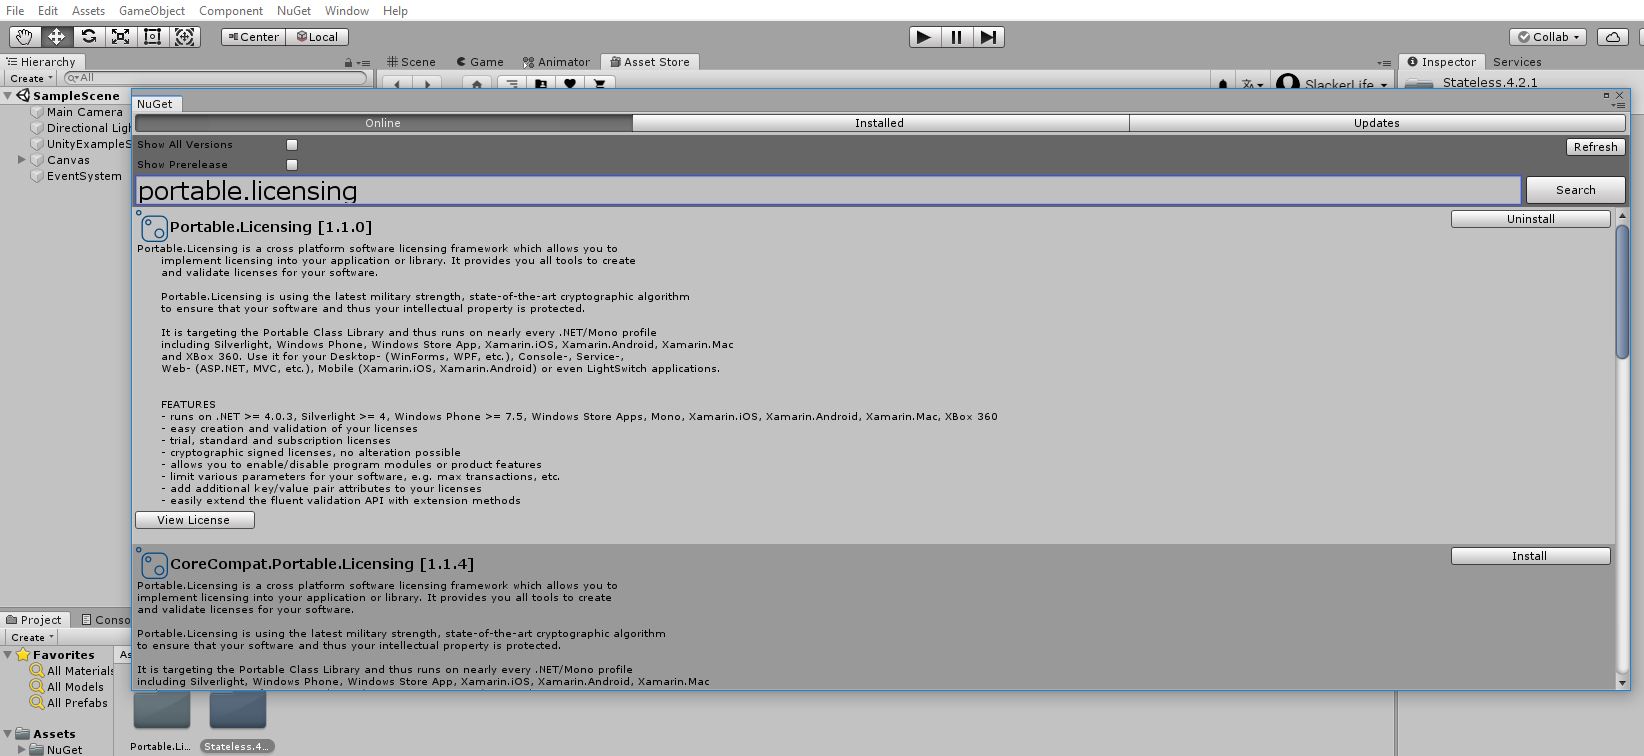 File Edit Assets GameObject Component NuGet Window Help
Center Local Collab
Hierarchy Scene Game Animator Asset Store Inspector Services
Create All SlackerLife Stateless.4.2.1
SampleScene
Main Camera
Directional Ligh
UnityExampleS
Canvas
EventSystem
NuGet
Online Installed Updates
Show All Versions
Show Prerelease
Refresh
portable.licensing
Search
Portable.Licensing [1.1.0]
Uninstall
Portable.Licensing is a cross platform software licensing framework which allows you to
implement licensing into your application or library. It provides you all tools to create
and validate licenses for your software.
Portable.Licensing is using the latest military strength, state-of-the-art cryptographic algorithm
to ensure that your software and thus your intellectual property is protected.
It is targeting the Portable Class Library and thus runs on nearly every .NET/Mono profile
including Silverlight, Windows Phone, Windows Store App, Xamarin.iOS, Xamarin.Android, Xamarin.Mac
and XBox 360. Use it for your Desktop- (WinForms, WPF, etc.), Console-, Service-,
Web- (ASP.NET, MVC, etc.), Mobile (Xamarin.iOS, Xamarin.Android) or even LightSwitch applications.
FEATURES
- runs on .NET >= 4.0.3, Silverlight >= 4, Windows Phone >= 7.5, Windows Store Apps, Mono, Xamarin.iOS, Xamarin.Android, Xamarin.Mac, XBox 360
- easy creation and validation of your licenses
- trial, standard and subscription licenses
- cryptographic signed licenses, no alteration possible
- allows you to enable/disable program modules or product features
- limit various parameters for your software, e.g. max transactions, etc.
- add additional key/value pair attributes to your licenses
- easily extend the fluent validation API with extension methods
View License
CoreCompat.Portable.Licensing [1.1.4]
Install
Portable.Licensing is a cross platform software licensing framework which allows you to
implement licensing into your application or library. It provides you all tools to create
and validate licenses for your software.
Portable.Licensing is using the latest military strength, state-of-the-art cryptographic algorithm
to ensure that your software and thus your intellectual property is protected.
It is targeting the Portable Class Library and thus runs on nearly every .NET/Mono profile
including Silverlight, Windows Phone, Windows Store App, Xamarin.iOS, Xamarin.Android, Xamarin.Mac
Project Conso
Create
Favorites As
All Materials
All Models
All Prefabs
Assets
NuGet
Portable.Li... Stateless.4...